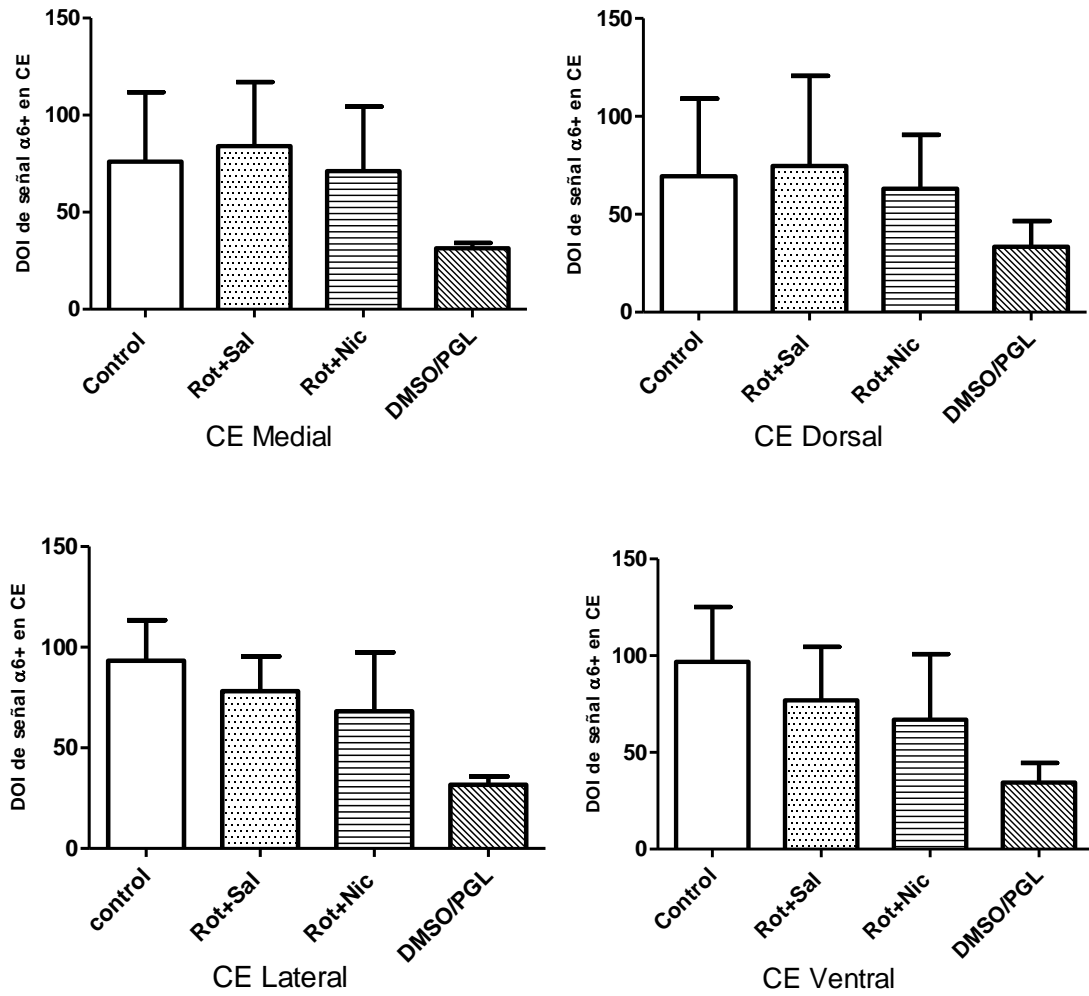 DOI de señal α6+ en CE
150
100
50
0
Control
Rot+Sal
Rot+Nic
DMSO/PGL
CE Medial
DOI de señal α6+ en CE
150
100
50
0
Control
Rot+Sal
Rot+Nic
DMSO/PGL
CE Dorsal
DOI de señal α6+ en CE
150
100
50
0
control
Rot+Sal
Rot+Nic
DMSO/PGL
CE Lateral
DOI de señal α6+ en CE
150
100
50
0
Control
Rot+Sal
Rot+Nic
DMSO/PGL
CE Ventral